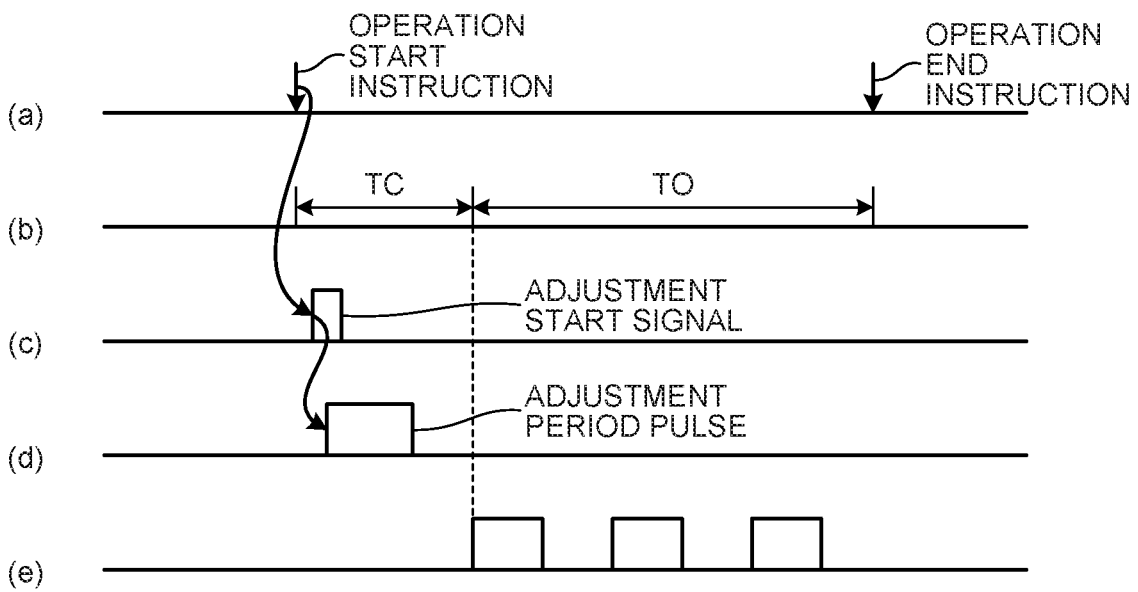 OPERATION
START
INSTRUCTION
OPERATION
END
INSTRUCTION
(a)
TC
TO
(b)
ADJUSTMENT
START SIGNAL
(c)
ADJUSTMENT
PERIOD PULSE
(d)
(e)